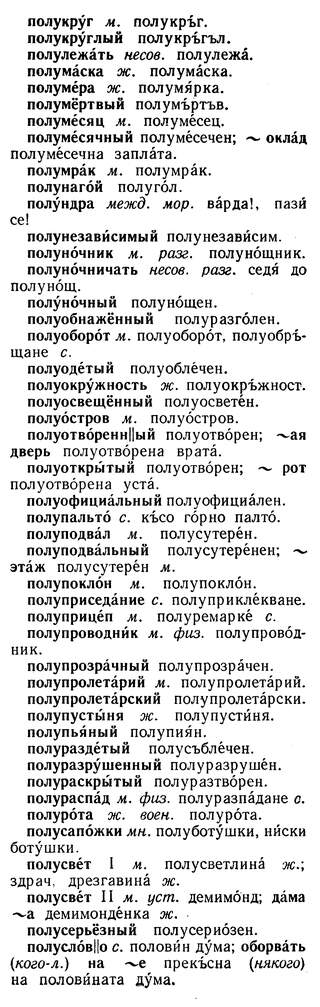 полукру́г м. полукръ́г.
полукру́глый полукръ́гъл.
полулежа́ть несов. полулежа́.
полума́ска ж. полума́ска.
полуме́ра ж. полумя́рка.
полумёртвый полумъ́ртъв.
полуме́сяц м. полуме́сец.
полуме́сячный полуме́сечен; ~ окла́д
полуме́сечна запла́та.
полумра́к м. полумра́к.
полунаго́й полуго́л.
полу́ндра межд. мор. ва́рда!, пази́
се!
полунезави́симый полунезави́сим.
полуно́чник м. разг. полуно́щник.
полуно́чничать несов. разг. седя́ до
полуно́щ.
полу́но́чный полуно́щен.
полуобнажённый полуразго́лен.
полуоборо́т м. полуоборо́т, полуобръ́-
щане с.
полуоде́тый полуобле́чен.
полуокру́жность ж. полуокръ́жност.
полуосвещённый полуосвете́н.
полуо́стров м. полуо́стров.
полуотво́ренн||ый полуотво́рен; ~ая
дверь полуотво́рена врата́.
полуоткры́тый полуотво́рен; ~ рот
полуотво́рена уста́.
полуофициа́льный полуофициа́лен.
полупальто́ с. къ́со го́рно палто́.
полуподва́л м. полусутере́н.
полуподва́льный полусутере́нен; ~
эта́ж полусутере́н м.
полупокло́н м. полупокло́н.
полуприседа́ние с. полуприкле́кване.
полуприце́п м. полуремарке́ с.
полупроводни́к м. физ. полупрово́д-
ник.
полупрозра́чный полупрозра́чен.
полупролета́рий м. полупролета́рий.
полупролета́рский полупролета́рски.
полупусты́ня ж. полупусти́ня.
полупья́ный полупия́н.
полуразде́тый полусъбле́чен.
полуразру́шенный полуразруше́н.
полураскры́тый полуразтво́рен.
полураспа́д м. физ. полуразпа́дане с.
полуро́та ж. воен. полуро́та.
полусапо́жки мн. полуботу́шки, ни́ски
боту́шки.
полусве́т I м. полусветлина́ ж.;
здрач, дрезгавина́ ж.
полусве́т II м. уст. демимо́нд; да́ма
~а демимонде́нка ж.
полусерьёзный полусерио́зен.
полусло́в||о с. полови́н ду́ма; оборва́ть
(кого-л.) на ~е прекъ́сна (ня́кого)
на полови́ната ду́ма.